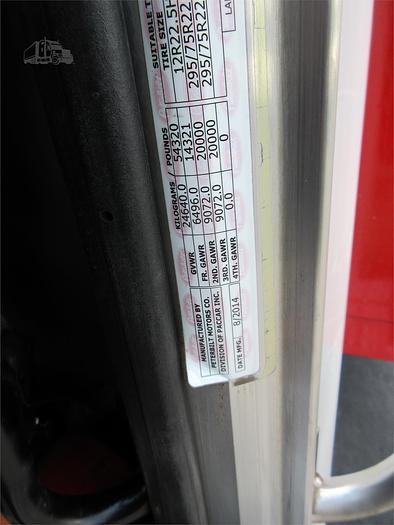 MANUFACTURED BY
PETERBILT MOTORS CO.
DIVISION OF PACCAR INC.
DATE MFG. 8/2014
KILOGRAMS / POUNDS
GVWR 24640.0 54320
FR. GAWR 6496.0 14321
2ND. GAWR 9072.0 20000
3RD. GAWR 9072.0 20000
4TH. GAWR 0.0 0
SUITABLE T
TIRE SIZE
12R22.5H
295/75R22
295/75R22